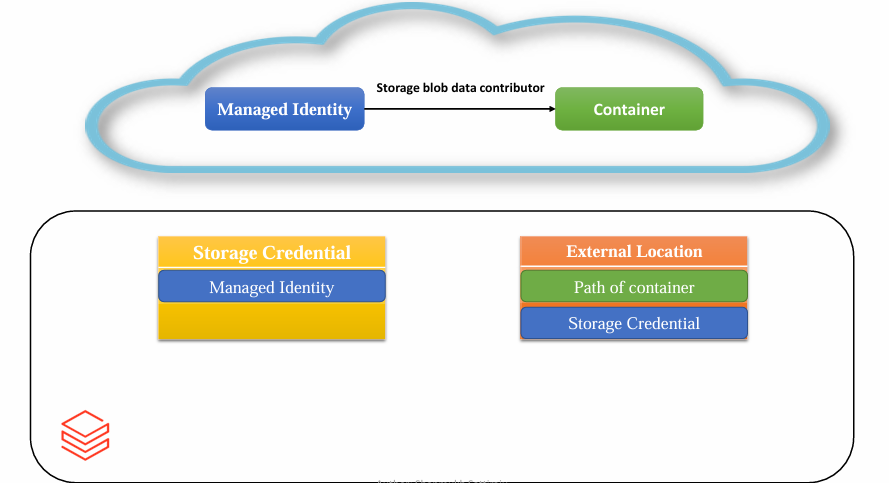 Storage blob data contributor
Managed Identity
Container
Storage Credential
External Location
Managed Identity
Path of container
Storage Credential